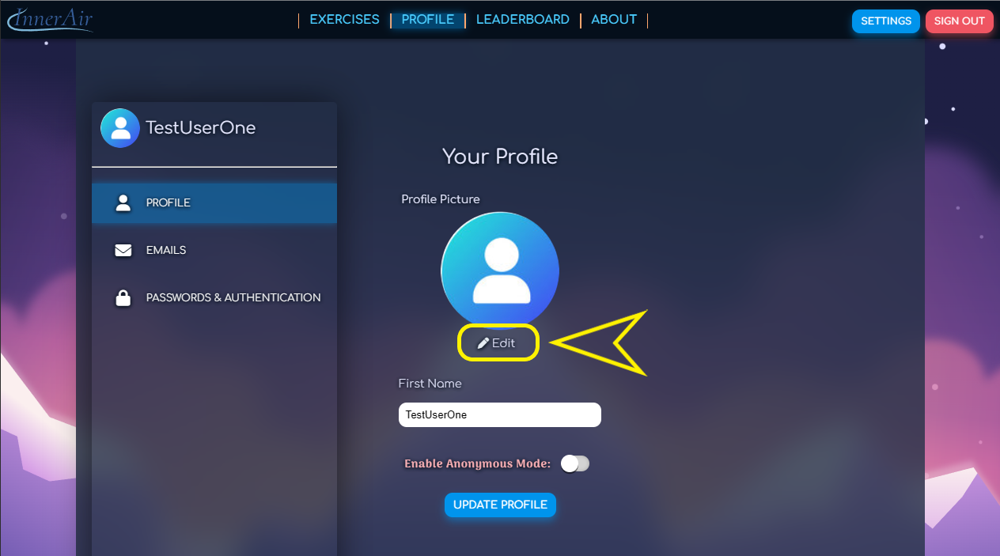 InnerAir
EXERCISES
PROFILE
LEADERBOARD
ABOUT
SETTINGS
SIGN OUT
TestUserOne
PROFILE
EMAILS
PASSWORDS & AUTHENTICATION
Your Profile
Profile Picture
Edit
First Name
TestUserOne
Enable Anonymous Mode:
UPDATE PROFILE